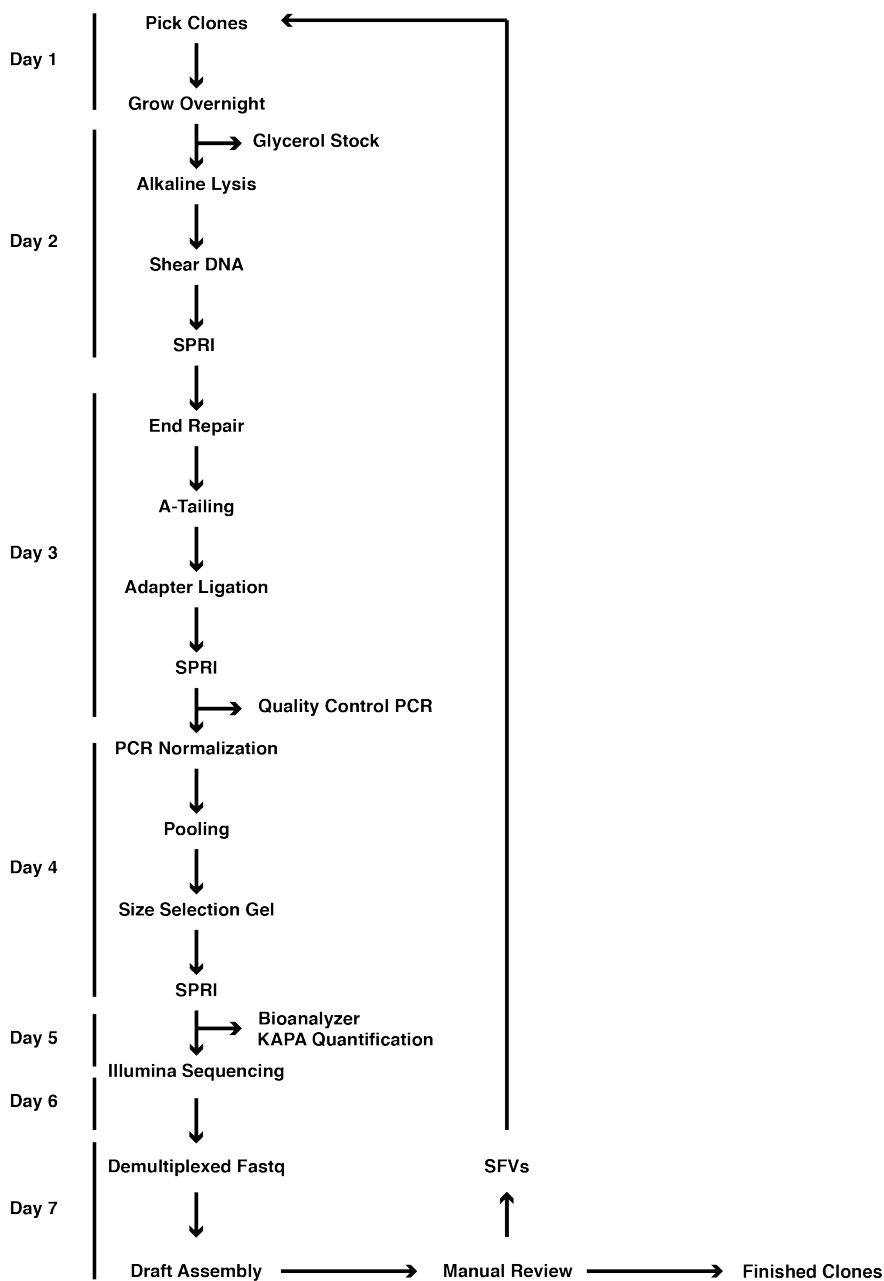 Pick Clones
Day 1
Grow Overnight
Glycerol Stock
Alkaline Lysis
Day 2
Shear DNA
SPRI
End Repair
A-Tailing
Day 3
Adapter Ligation
SPRI
Quality Control PCR
PCR Normalization
Pooling
Day 4
Size Selection Gel
SPRI
Bioanalyzer
Day 5
KAPA Quantification
Illumina Sequencing
Day 6
Demultiplexed Fastq
SFVs
Day 7
Draft Assembly
Manual Review
Finished Clones